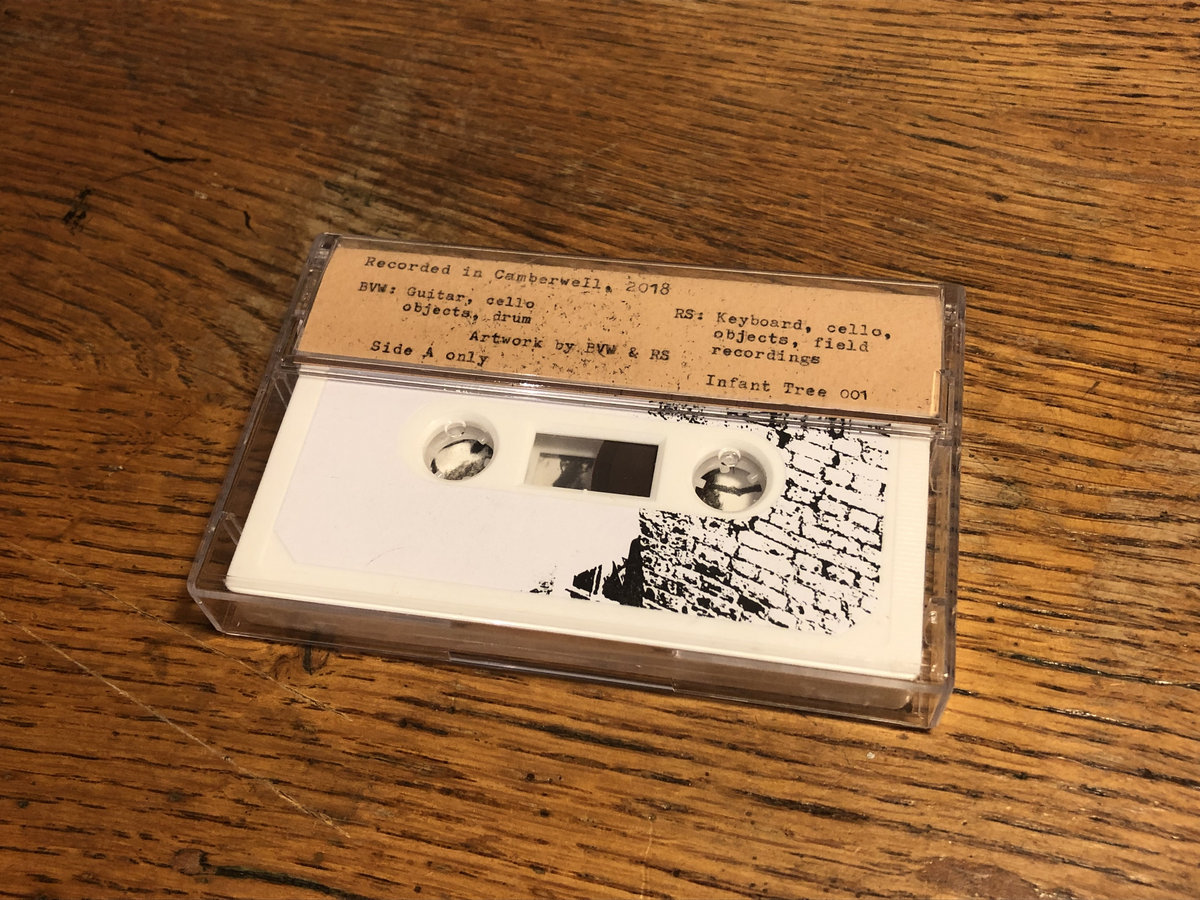 Recorded in Camberwell, 2018
BVW: Guitar, cello
objects, drum
RS: Keyboard, cello,
objects, field
recordings
Artwork by BVW & RS
Side A only
Infant Tree 001